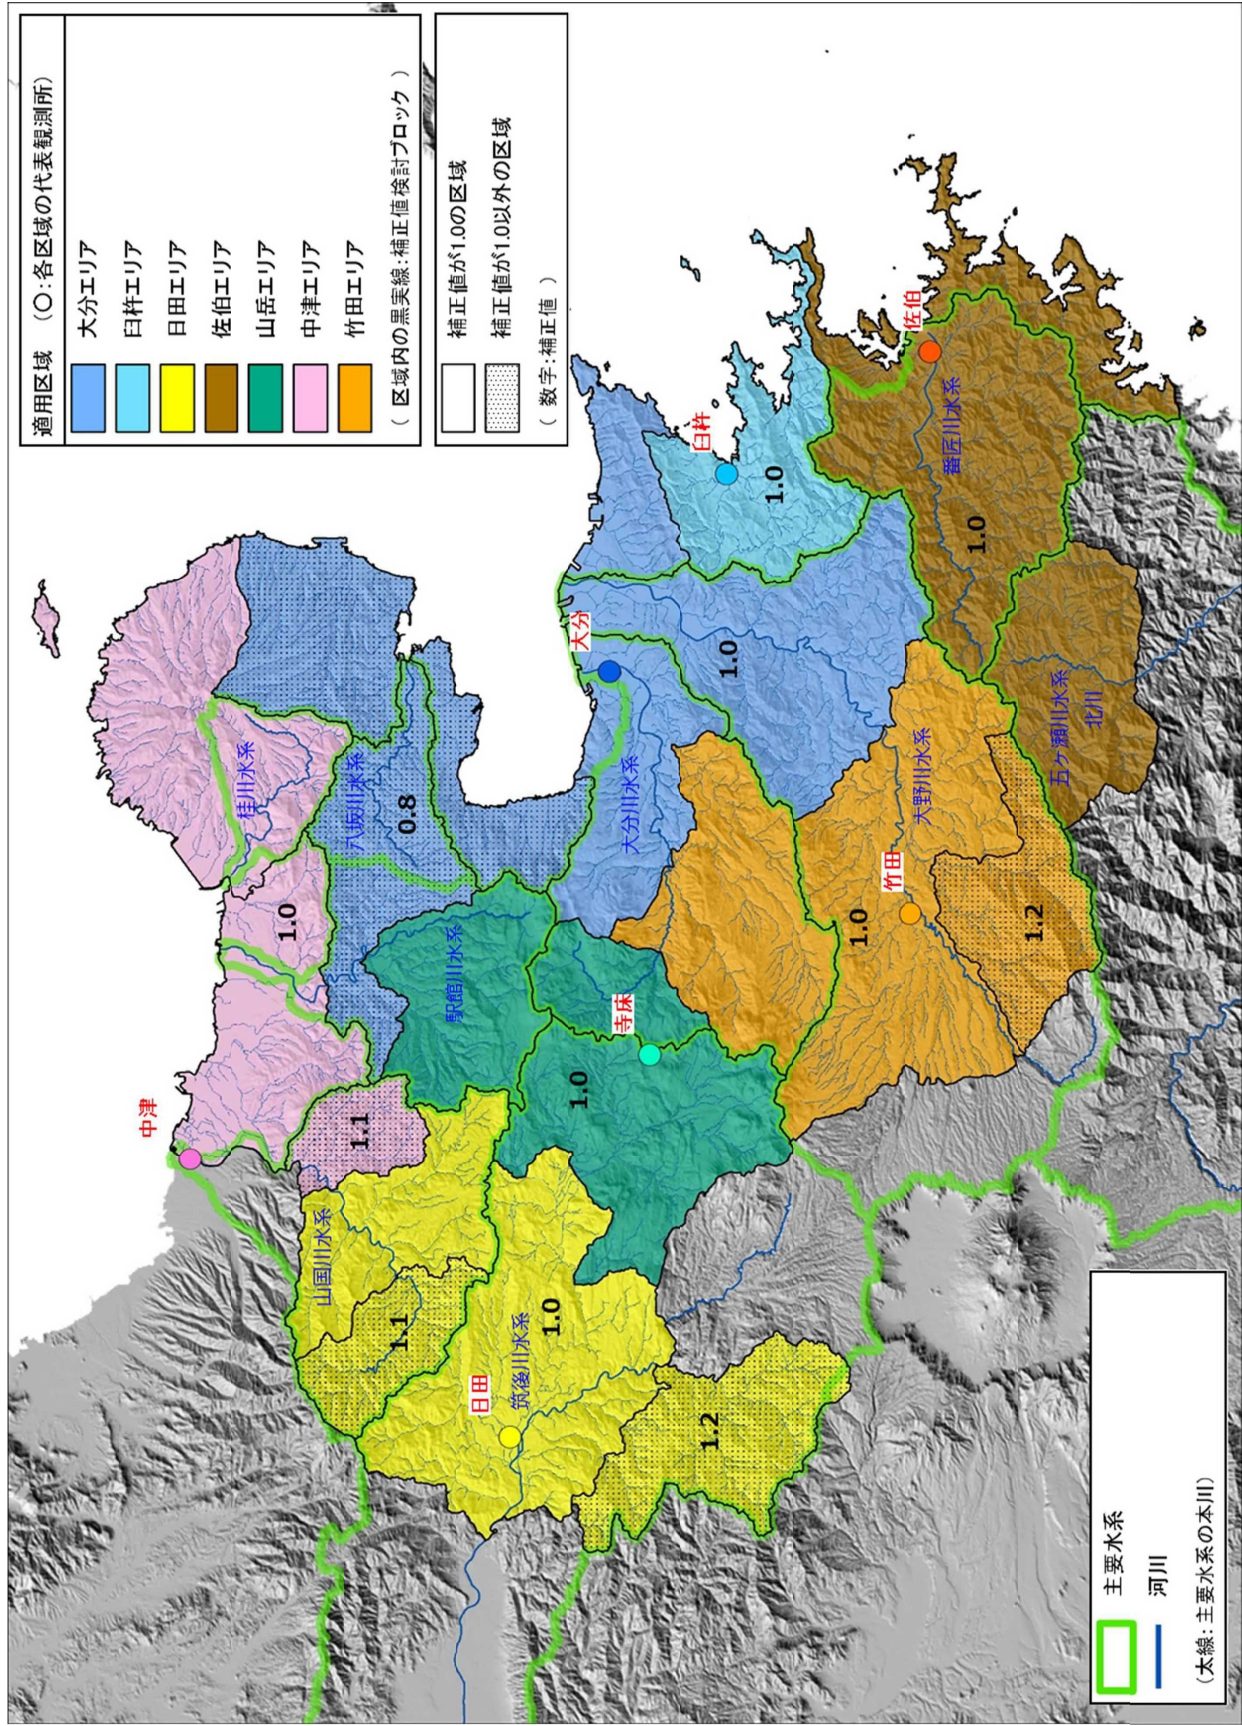 適用区域　（○：各区域の代表観測所）
大分エリア
臼杵エリア
日田エリア
佐伯エリア
山岳エリア
中津エリア
竹田エリア
（ 区域内の黒実線：補正値検討ブロック ）
補正値が1.0の区域
補正値が1.0以外の区域
（ 数字：補正値 ）
中津
桂川水系
八坂川水系
0.8
1.0
駅館川水系
1.1
山国川水系
1.1
日田
筑後川水系
1.0
1.2
1.0
寺床
大分
大分川水系
1.0
臼杵
1.0
佐伯
番匠川水系
1.0
五ヶ瀬川水系
北川
大野川水系
竹田
1.0
1.2
主要水系
河川
（太線：主要水系の本川）